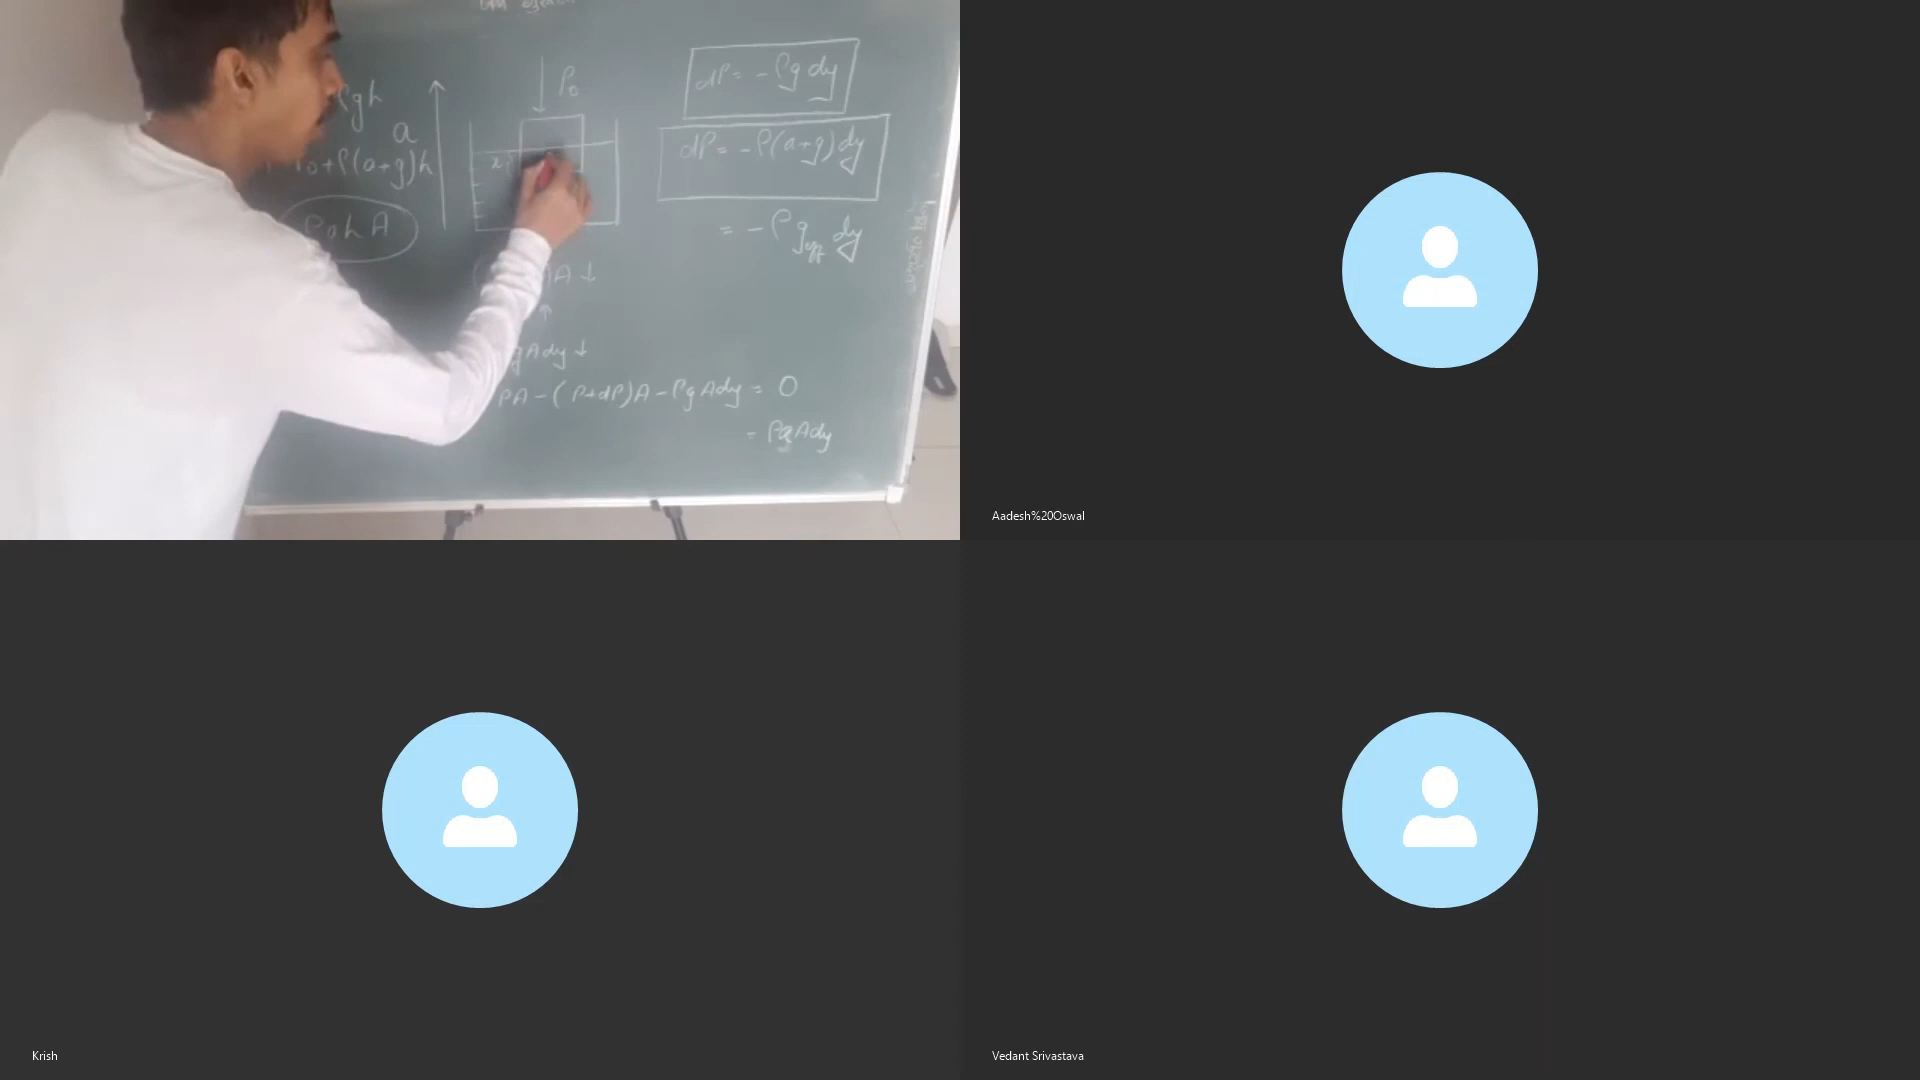 ρgh
a
P₀
dP = - ρg dy
P₀+ρ(a+g)h
x
dP = - ρ(a+g)dy
ρahA
= - ρ g_eff dy
A ↓
↑
gAdy ↓
PA - (P+dP)A - ρgAdy = 0
= ρaAdy
Aadesh%20Oswal
Krish
Vedant Srivastava